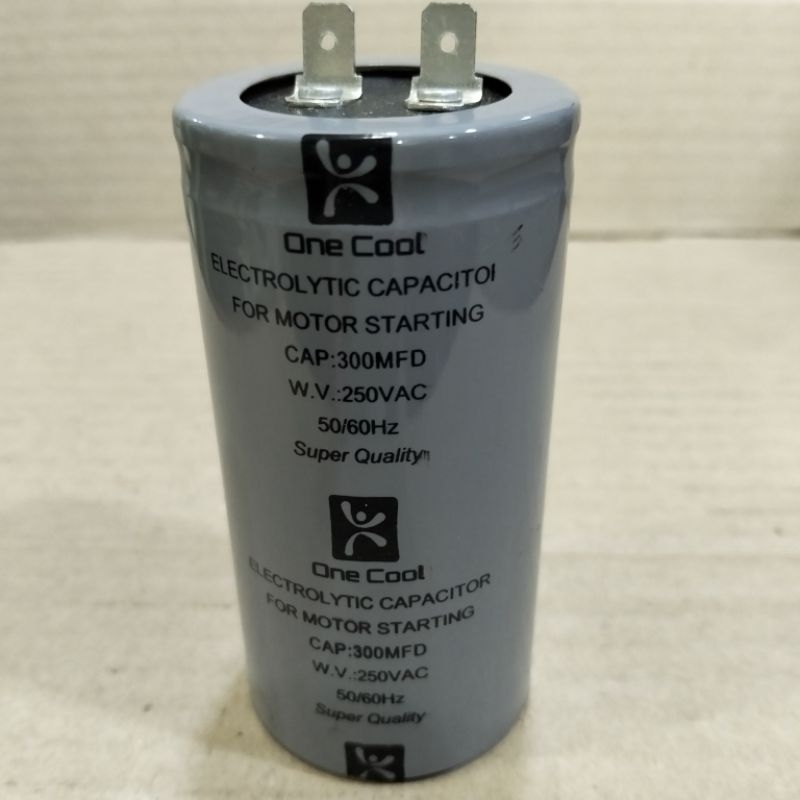 One Cool
ELECTROLYTIC CAPACITOR
FOR MOTOR STARTING
CAP:300MFD
W.V.:250VAC
50/60Hz
Super Quality
One Cool
ELECTROLYTIC CAPACITOR
FOR MOTOR STARTING
CAP:300MFD
W.V.:250VAC
50/60Hz
Super Quality